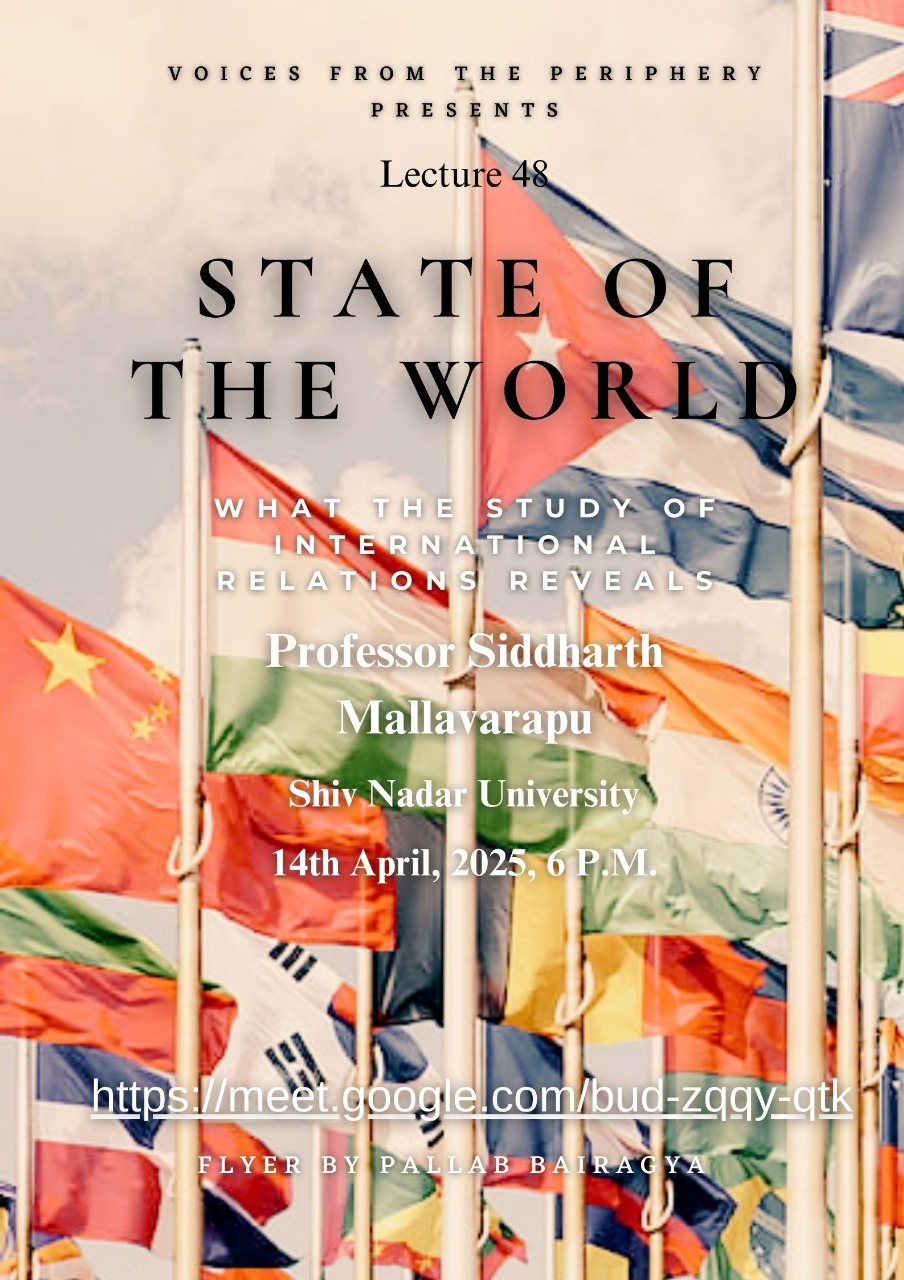 VOICES FROM THE PERIPHERY
PRESENTS
Lecture 48
STATE OF
THE WORLD
WHAT THE STUDY OF
INTERNATIONAL
RELATIONS REVEALS
Professor Siddharth
Mallavarapu
Shiv Nadar University
14th April, 2025, 6 P.M.
https://meet.google.com/bud-zqqy-qtk
FLYER BY PALLAB BAIRAGYA